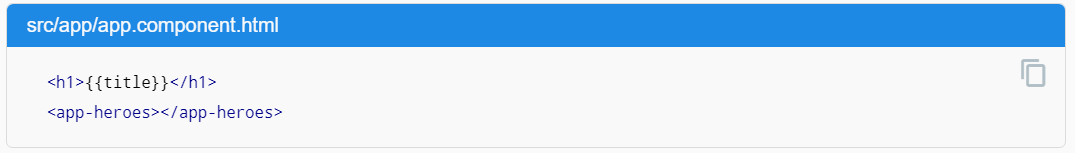 src/app/app.component.html
<h1>{{title}}</h1>
<app-heroes></app-heroes>